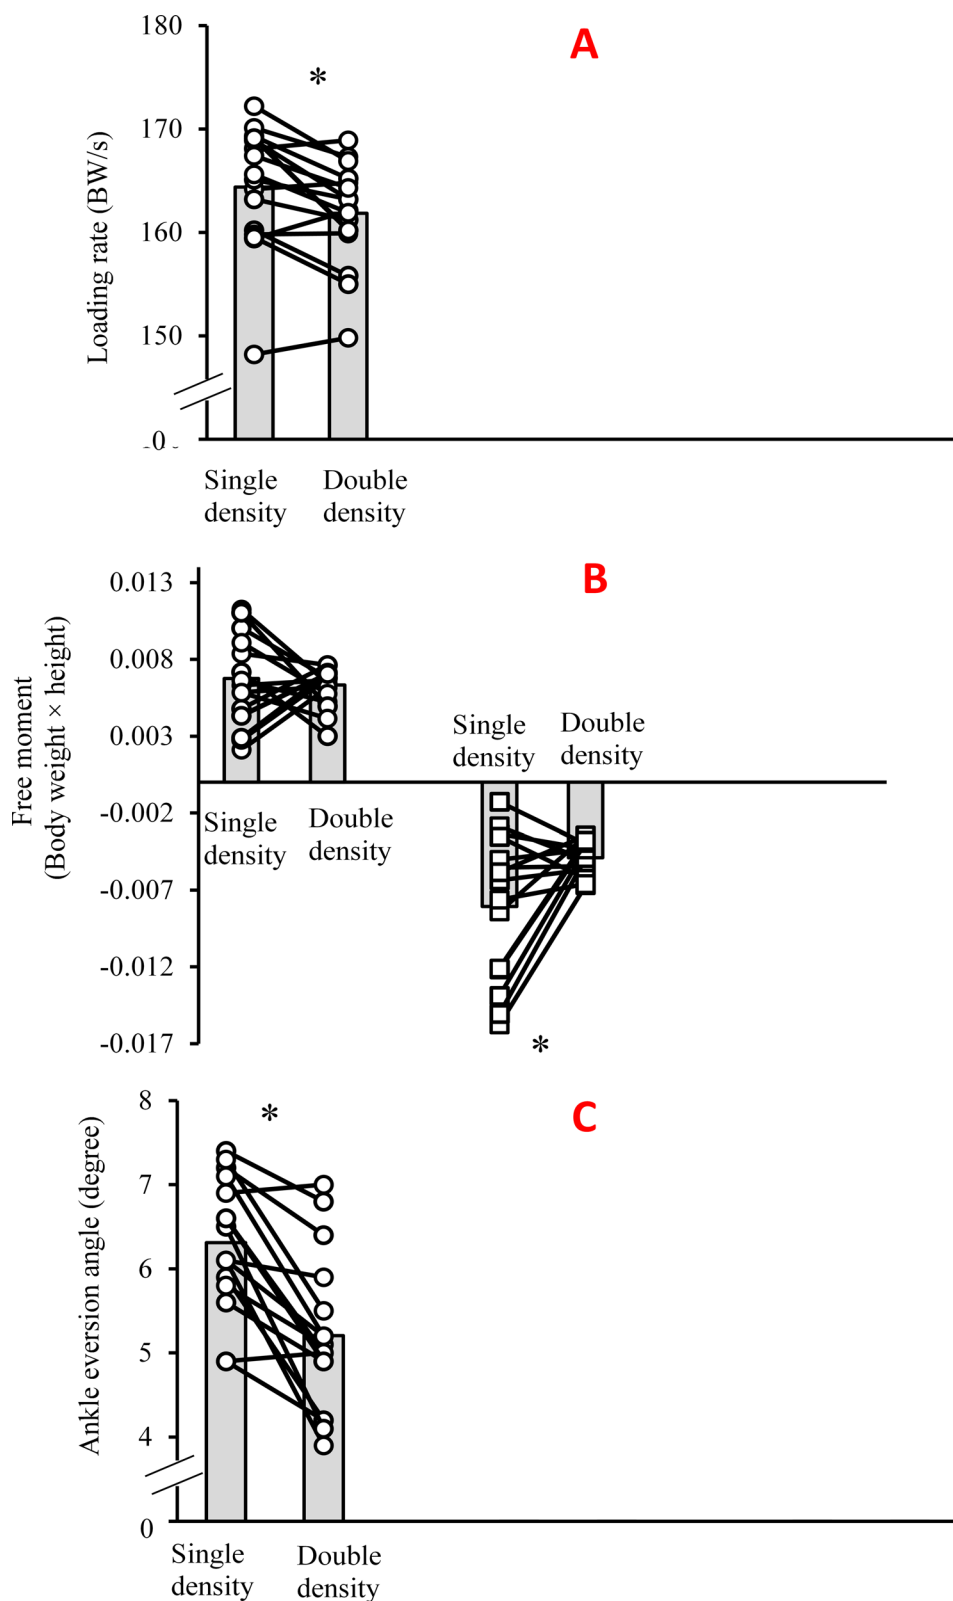 A
180
*
170
160
150
0
Loading rate (BW/s)
Single
density
Double
density
B
0.013
0.008
0.003
-0.002
-0.007
-0.012
-0.017
Free moment
(Body weight × height)
Single
density
Double
density
Single
density
Double
density
*
C
8
*
7
6
5
4
0
Ankle eversion angle (degree)
Single
density
Double
density